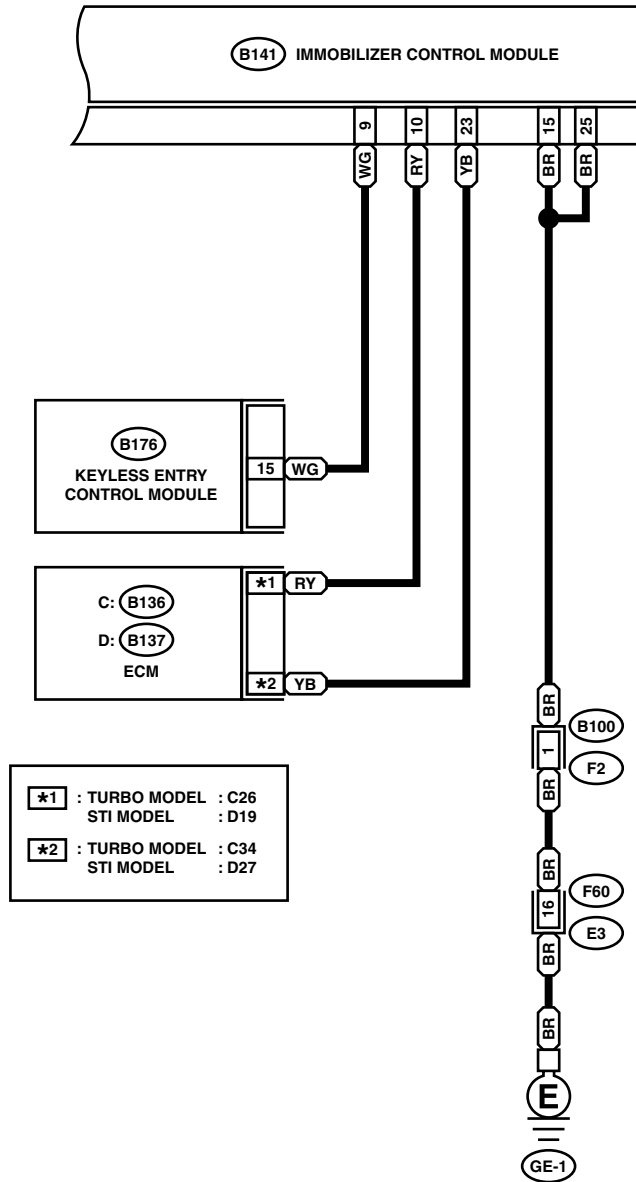 B141 IMMOBILIZER CONTROL MODULE
9 10 23 15 25
WG RY YB BR BR
B176
KEYLESS ENTRY
CONTROL MODULE
15 WG
C: B136
D: B137
ECM
*1 RY
*2 YB
*1 : TURBO MODEL : C26
STI MODEL : D19
*2 : TURBO MODEL : C34
STI MODEL : D27
BR
B100
1
F2
BR
BR
F60
16
E3
BR
BR
E
GE-1